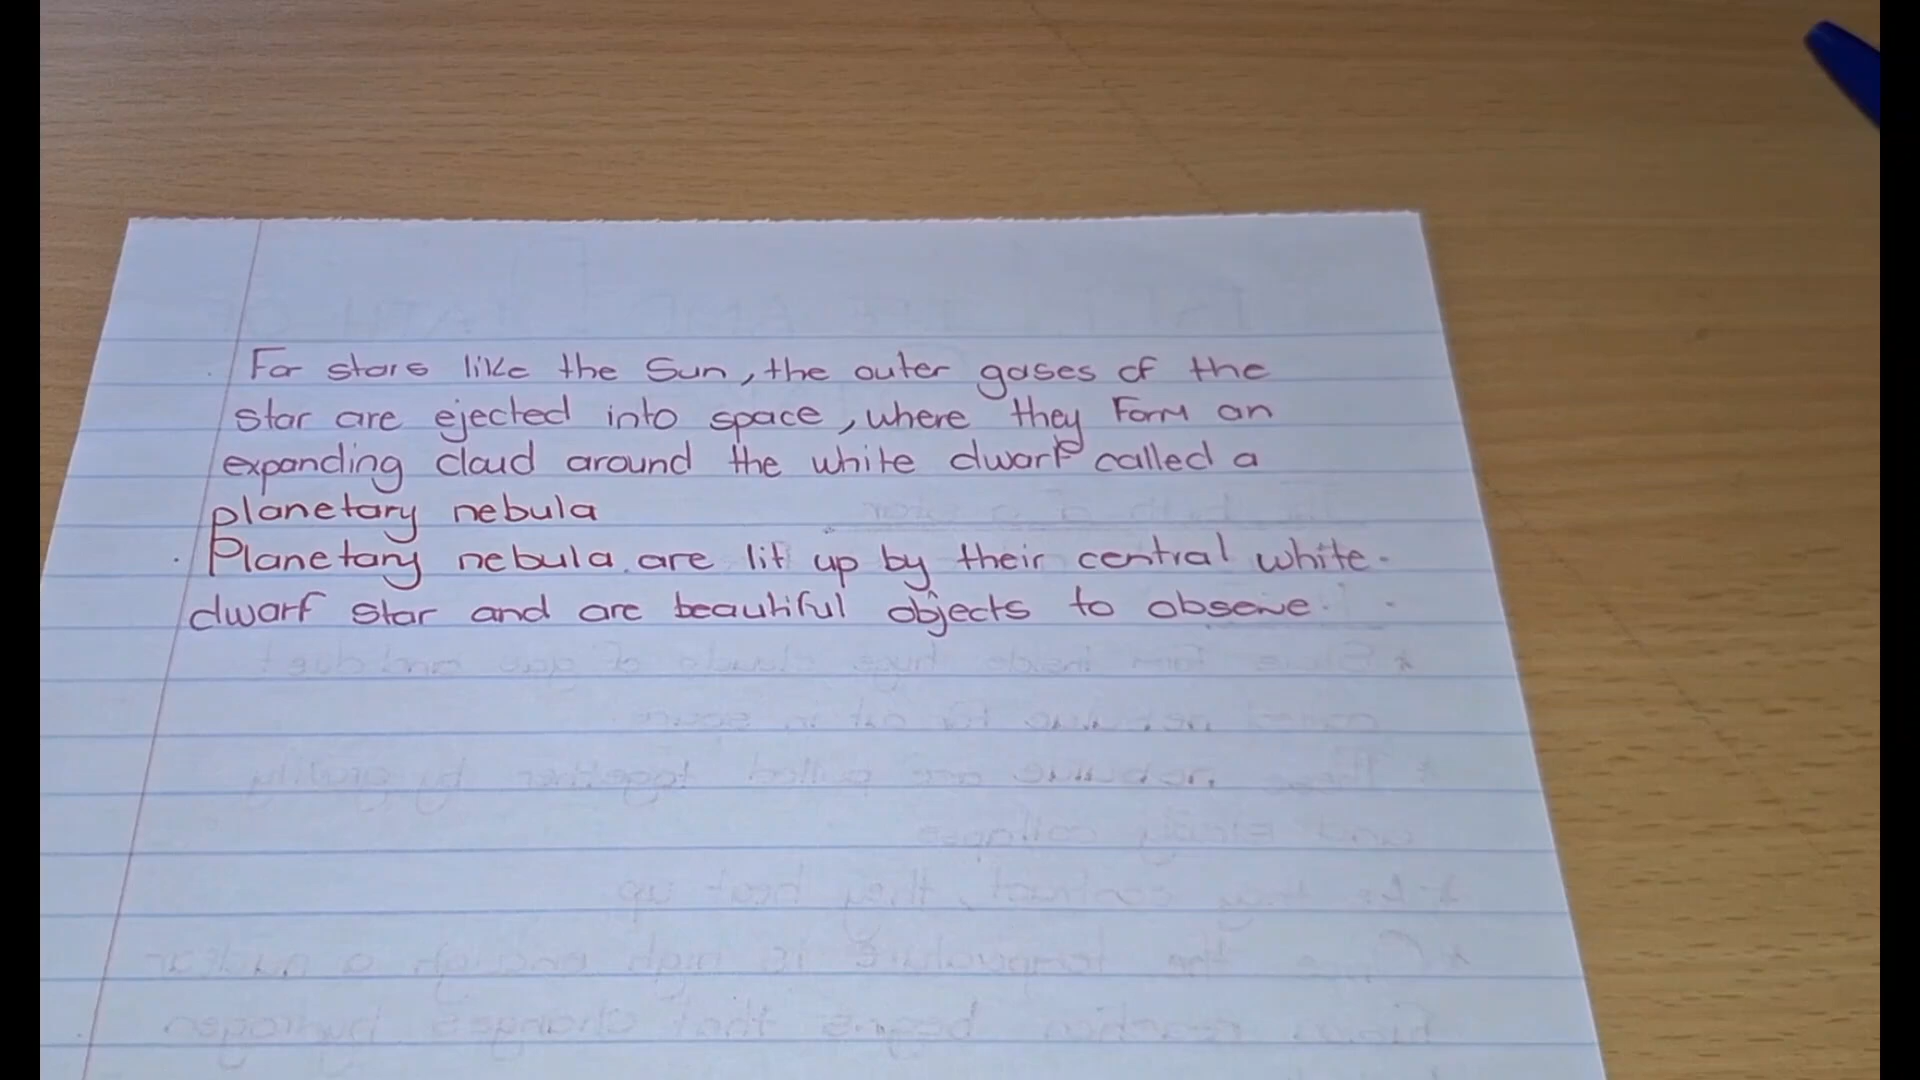 . For stars like the Sun, the outer gases of the
star are ejected into space, where they Form an
expanding cloud around the white dwarf called a
planetary nebula
. Planetary nebula are lit up by their central white-
dwarf star and are beautiful objects to observe.